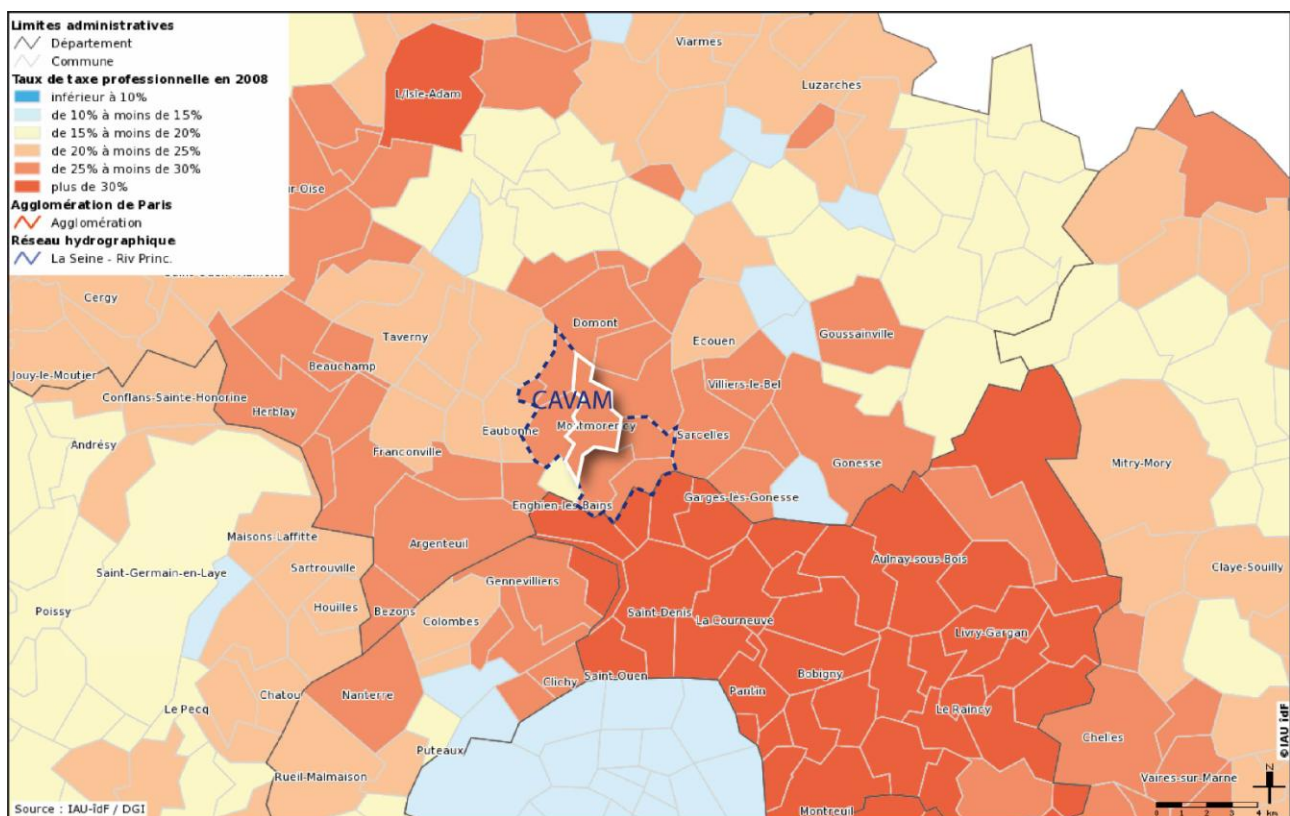 Limites administratives
Département
Commune
Taux de taxe professionnelle en 2008
inférieur à 10%
de 10% à moins de 15%
de 15% à moins de 20%
de 20% à moins de 25%
de 25% à moins de 30%
plus de 30%
Agglomération de Paris
Agglomération
Réseau hydrographique
La Seine - Riv Princ.
Viarmes
Luzarches
L'Isle-Adam
Cergy
Domont
Taverny
Ecouen
Goussainville
Beauchamp
Jouy-le-Moutier
Villiers-le-Bel
Conflans-Sainte-Honorine
CAVAM
Herblay
Montmorency
Eaubonne
Sarcelles
Andrésy
Franconville
Gonesse
Mitry-Mory
Enghien-les-Bains
Garges-lès-Gonesse
Maisons-Laffitte
Argenteuil
Aulnay-sous-Bois
Saint-Germain-en-Laye
Sartrouville
Gennevilliers
Claye-Souilly
Poissy
Houilles
Bezons
Colombes
Saint-Denis
La Courneuve
Livry-Gargan
Bobigny
Saint-Ouen
Clichy
Chatou
Nanterre
Pantin
Le Pecq
Le Raincy
Chelles
Puteaux
Rueil-Malmaison
Vaires-sur-Marne
Montreuil
Source : IAU-îdF / DGI
© IAU îdF
N
0 1 2 3 4 km